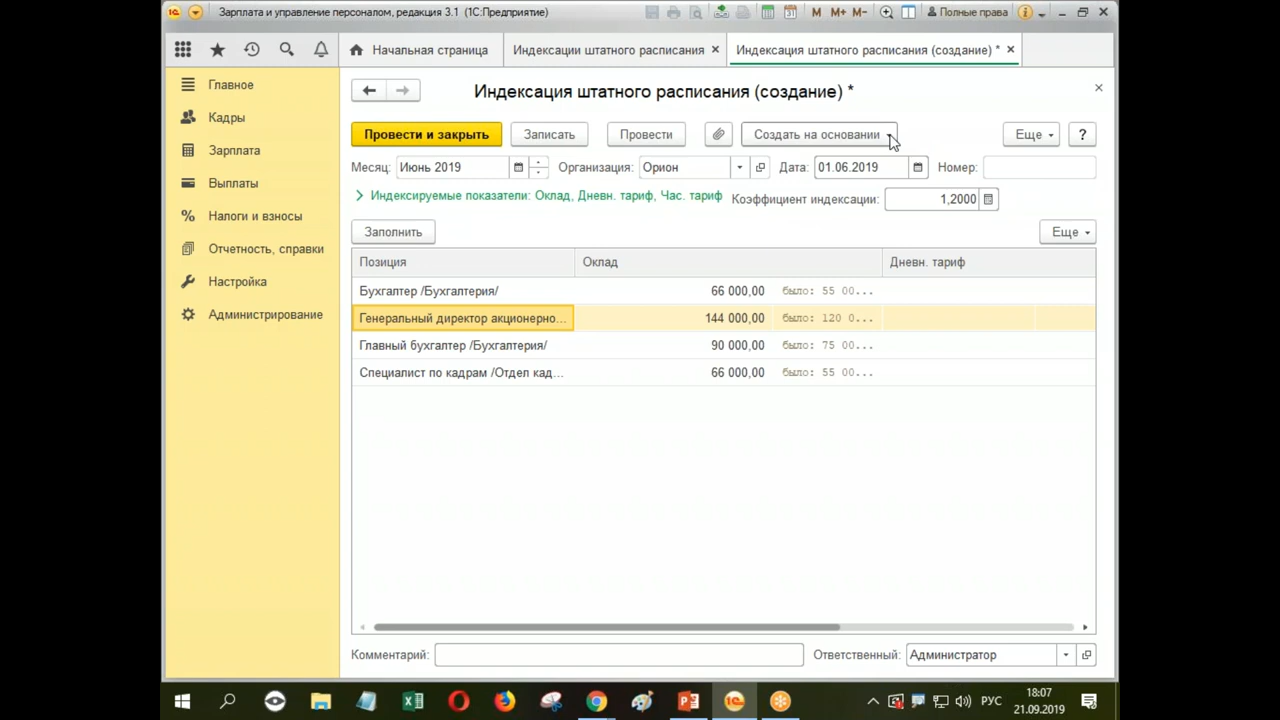 Зарплата и управление персоналом, редакция 3.1 (1С:Предприятие)
M M+ M- Полные права
Начальная страница Индексации штатного расписания × Индексация штатного расписания (создание) * ×
Главное
Кадры
Зарплата
Выплаты
Налоги и взносы
Отчетность, справки
Настройка
Администрирование
Индексация штатного расписания (создание) *
Провести и закрыть Записать Провести Создать на основании Еще ?
Месяц: Июнь 2019 Организация: Орион Дата: 01.06.2019 Номер:
Индексируемые показатели: Оклад, Дневн. тариф, Час. тариф Коэффициент индексации: 1,2000
Заполнить Еще
Позиция Оклад Дневн. тариф
Бухгалтер /Бухгалтерия/ 66 000,00 было: 55 00...
Генеральный директор акционерно... 144 000,00 было: 120 0...
Главный бухгалтер /Бухгалтерия/ 90 000,00 было: 75 00...
Специалист по кадрам /Отдел кад... 66 000,00 было: 55 00...
Комментарий: Ответственный: Администратор
РУС 18:07
21.09.2019